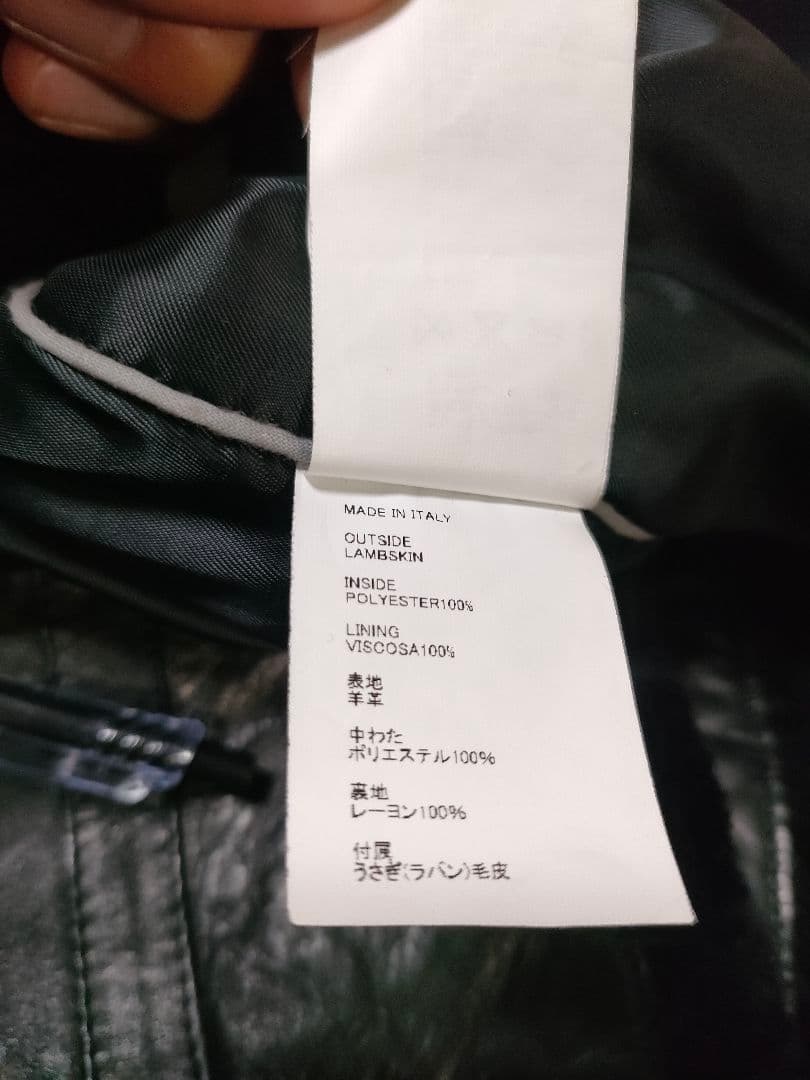 MADE IN ITALY
OUTSIDE
LAMBSKIN
INSIDE
POLYESTER100%
LINING
VISCOSA100%
表地
羊革
中わた
ポリエステル100%
裏地
レーヨン100%
付属
うさぎ(ラパン)毛皮